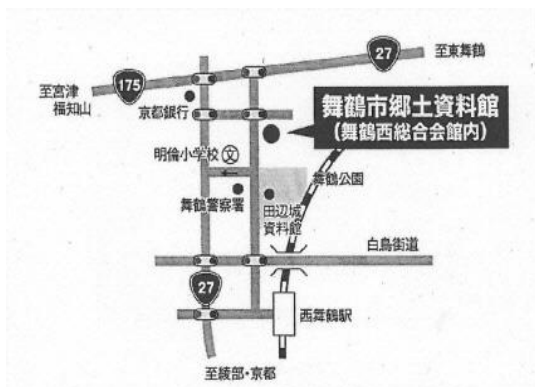 27
至東舞鶴
175
至宮津
福知山
京都銀行
舞鶴市郷土資料館
(舞鶴西総合会館内)
明倫小学校 文
舞鶴公園
舞鶴警察署
田辺城
資料館
白鳥街道
27
西舞鶴駅
至綾部・京都